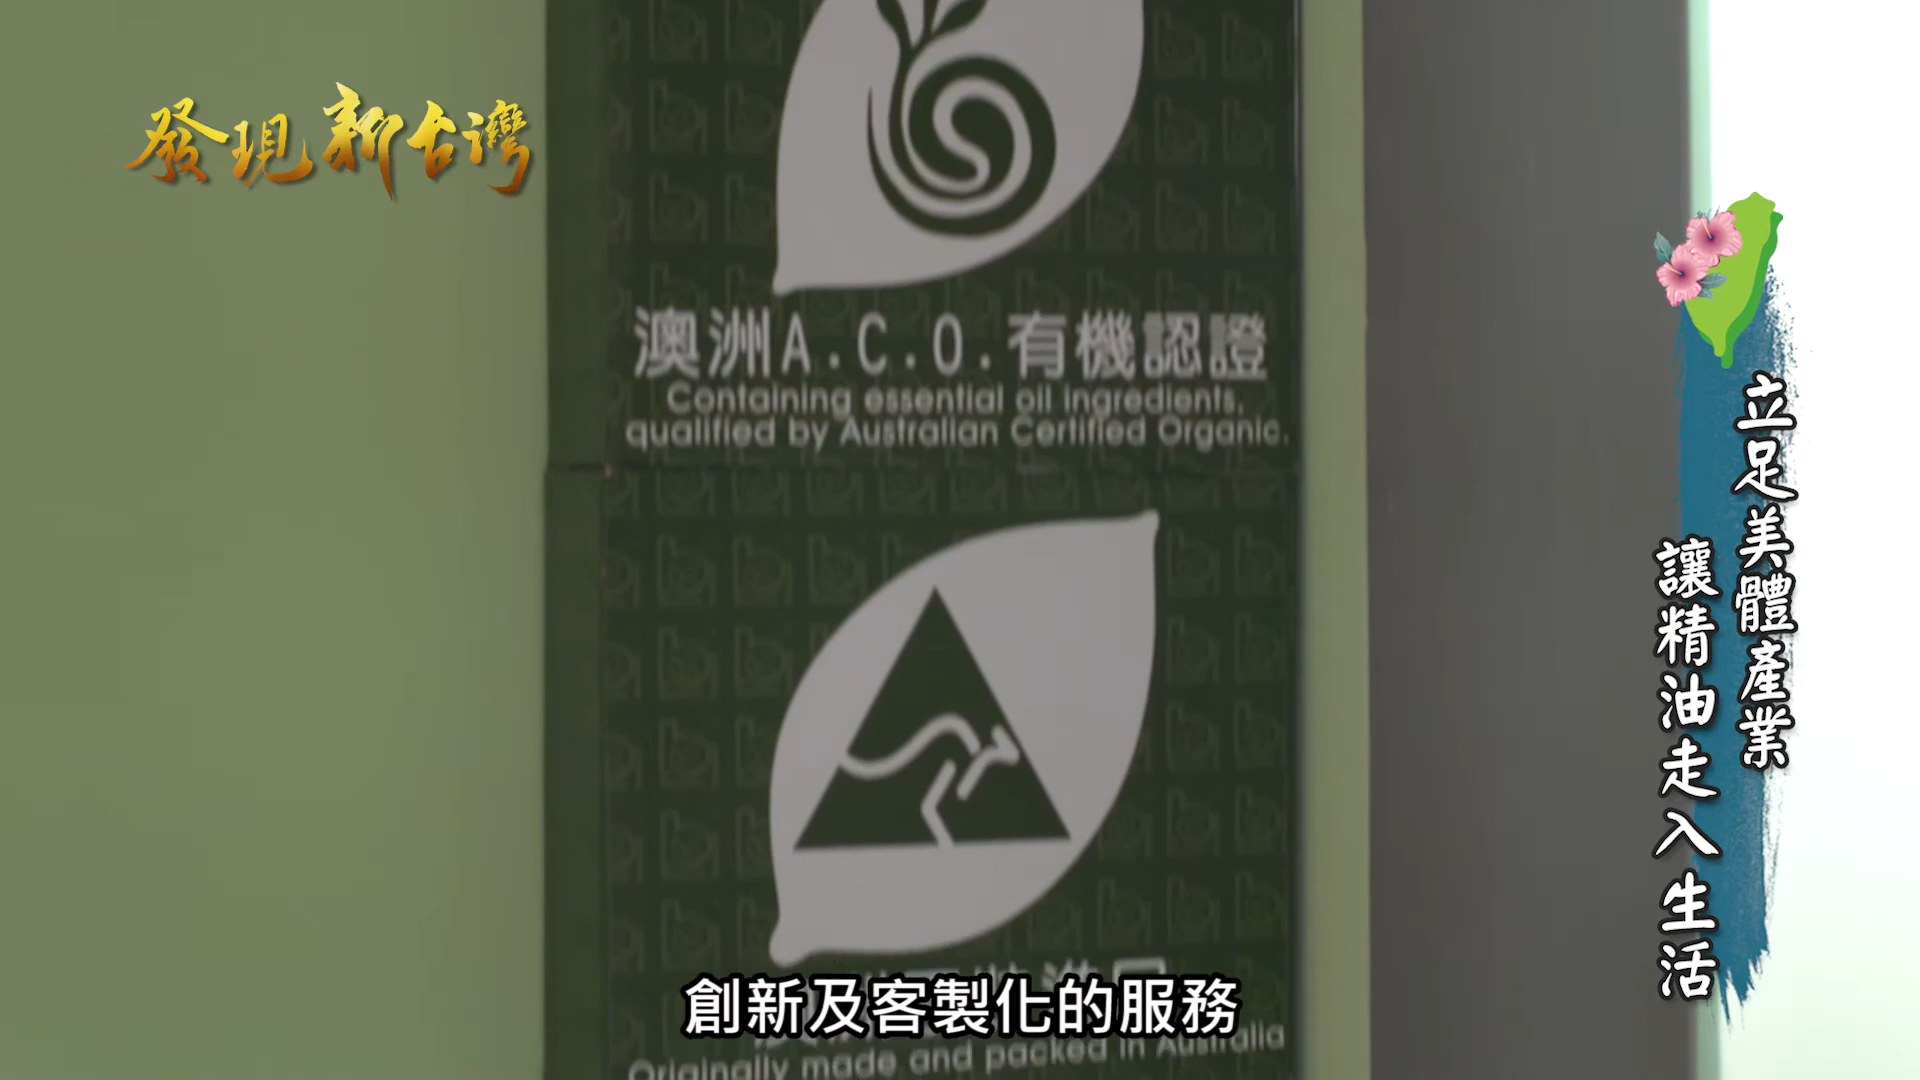 發現新台灣
澳洲A.C.O.有機認證
Containing essential oil ingredients,
qualified by Australian Certified Organic.
立足美體產業
讓精油走入生活
創新及客製化的服務
Originally made and packed in Australia